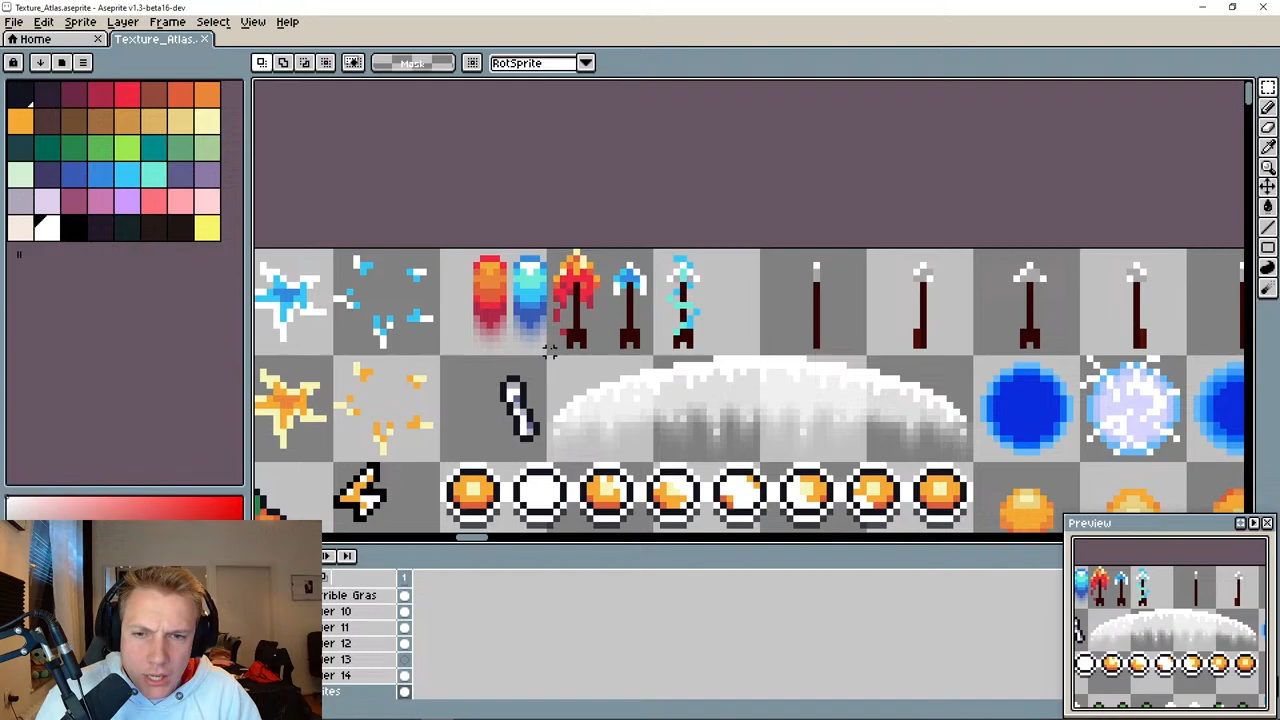 Texture_Atlas.aseprite - Aseprite v1.3-beta16-dev
File Edit Sprite Layer Frame Select View Help
Home
Texture_Atlas.
Mask
RotSprite
Preview
1
rrible Gras
er 10
er 11
er 12
er 13
er 14
ites